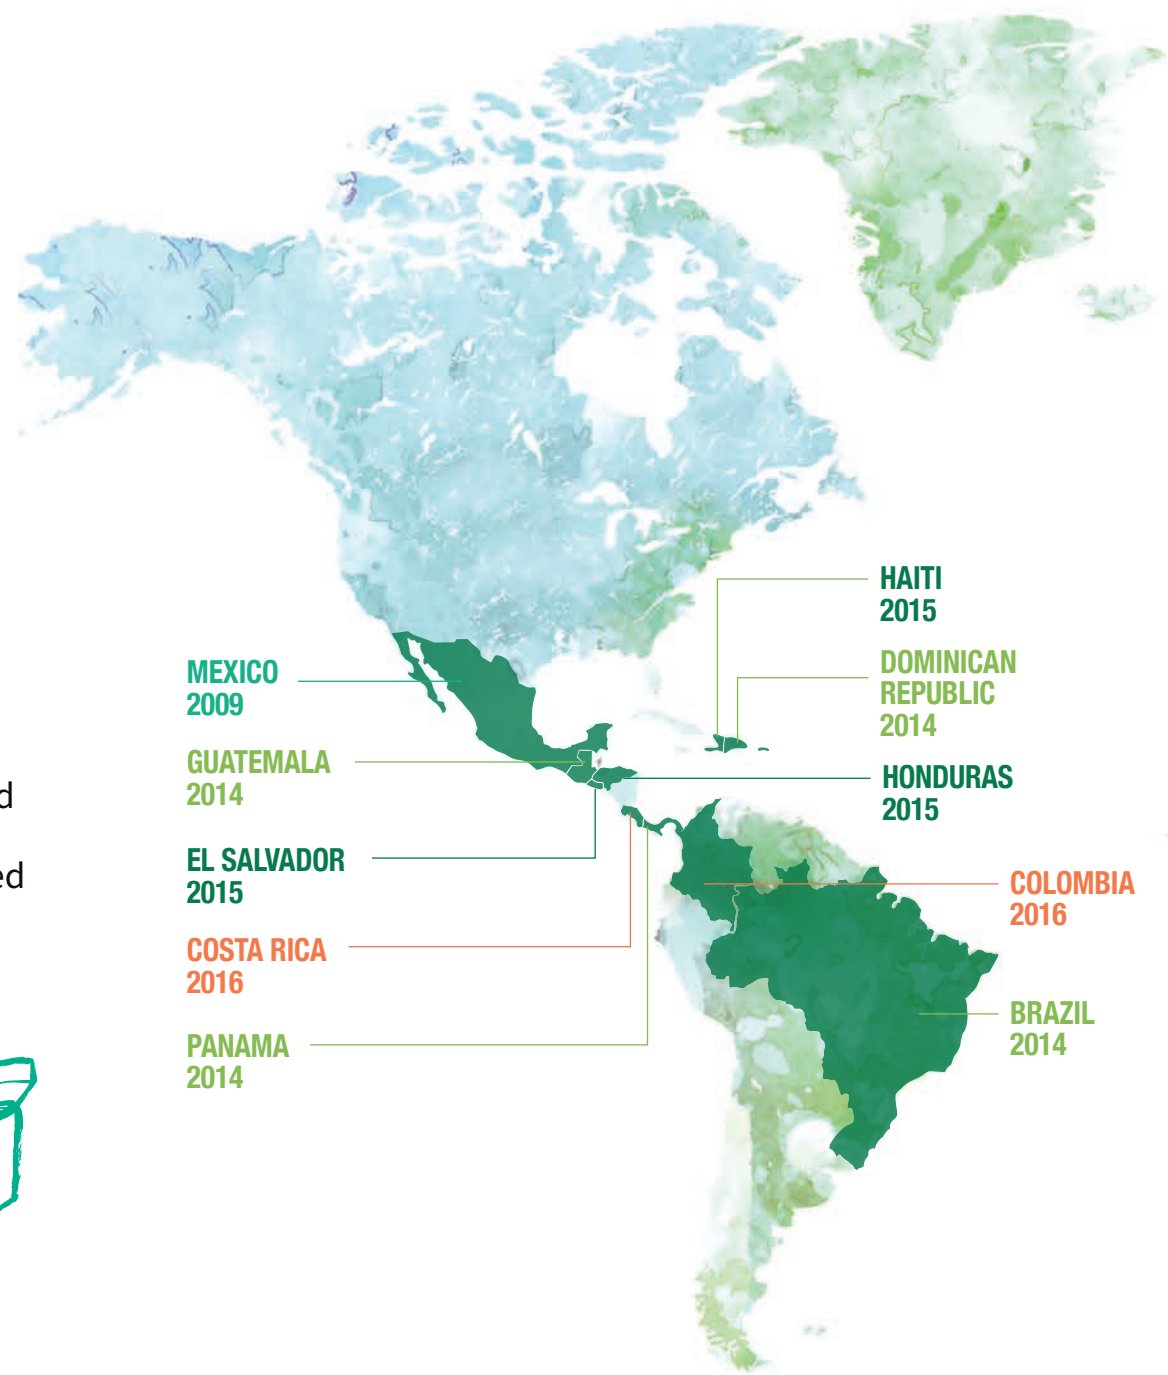 HAITI
2015
DOMINICAN
REPUBLIC
2014
MEXICO
2009
GUATEMALA
2014
HONDURAS
2015
EL SALVADOR
2015
COLOMBIA
2016
COSTA RICA
2016
BRAZIL
2014
PANAMA
2014